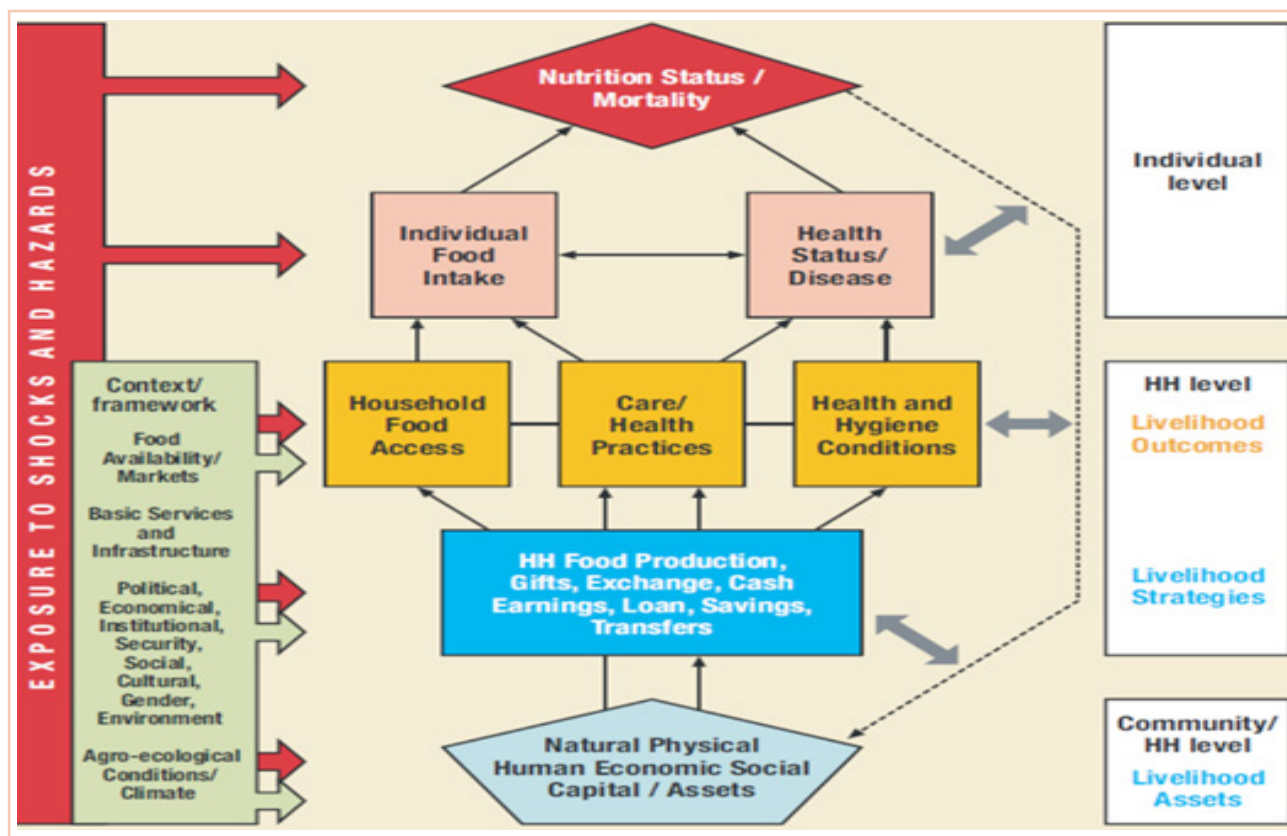 EXPOSURE TO SHOCKS AND HAZARDS
Nutrition Status /
Mortality
Individual
level
Individual
Food
Intake
Health
Status/
Disease
Context/
framework
Food
Availability/
Markets
Basic Services
and
Infrastructure
Political,
Economical,
Institutional,
Security,
Social,
Cultural,
Gender,
Environment
Agro-ecological
Conditions/
Climate
Household
Food
Access
Care/
Health
Practices
Health and
Hygiene
Conditions
HH level
Livelihood
Outcomes
HH Food Production,
Gifts, Exchange, Cash
Earnings, Loan, Savings,
Transfers
Livelihood
Strategies
Natural Physical
Human Economic Social
Capital / Assets
Community/
HH level
Livelihood
Assets